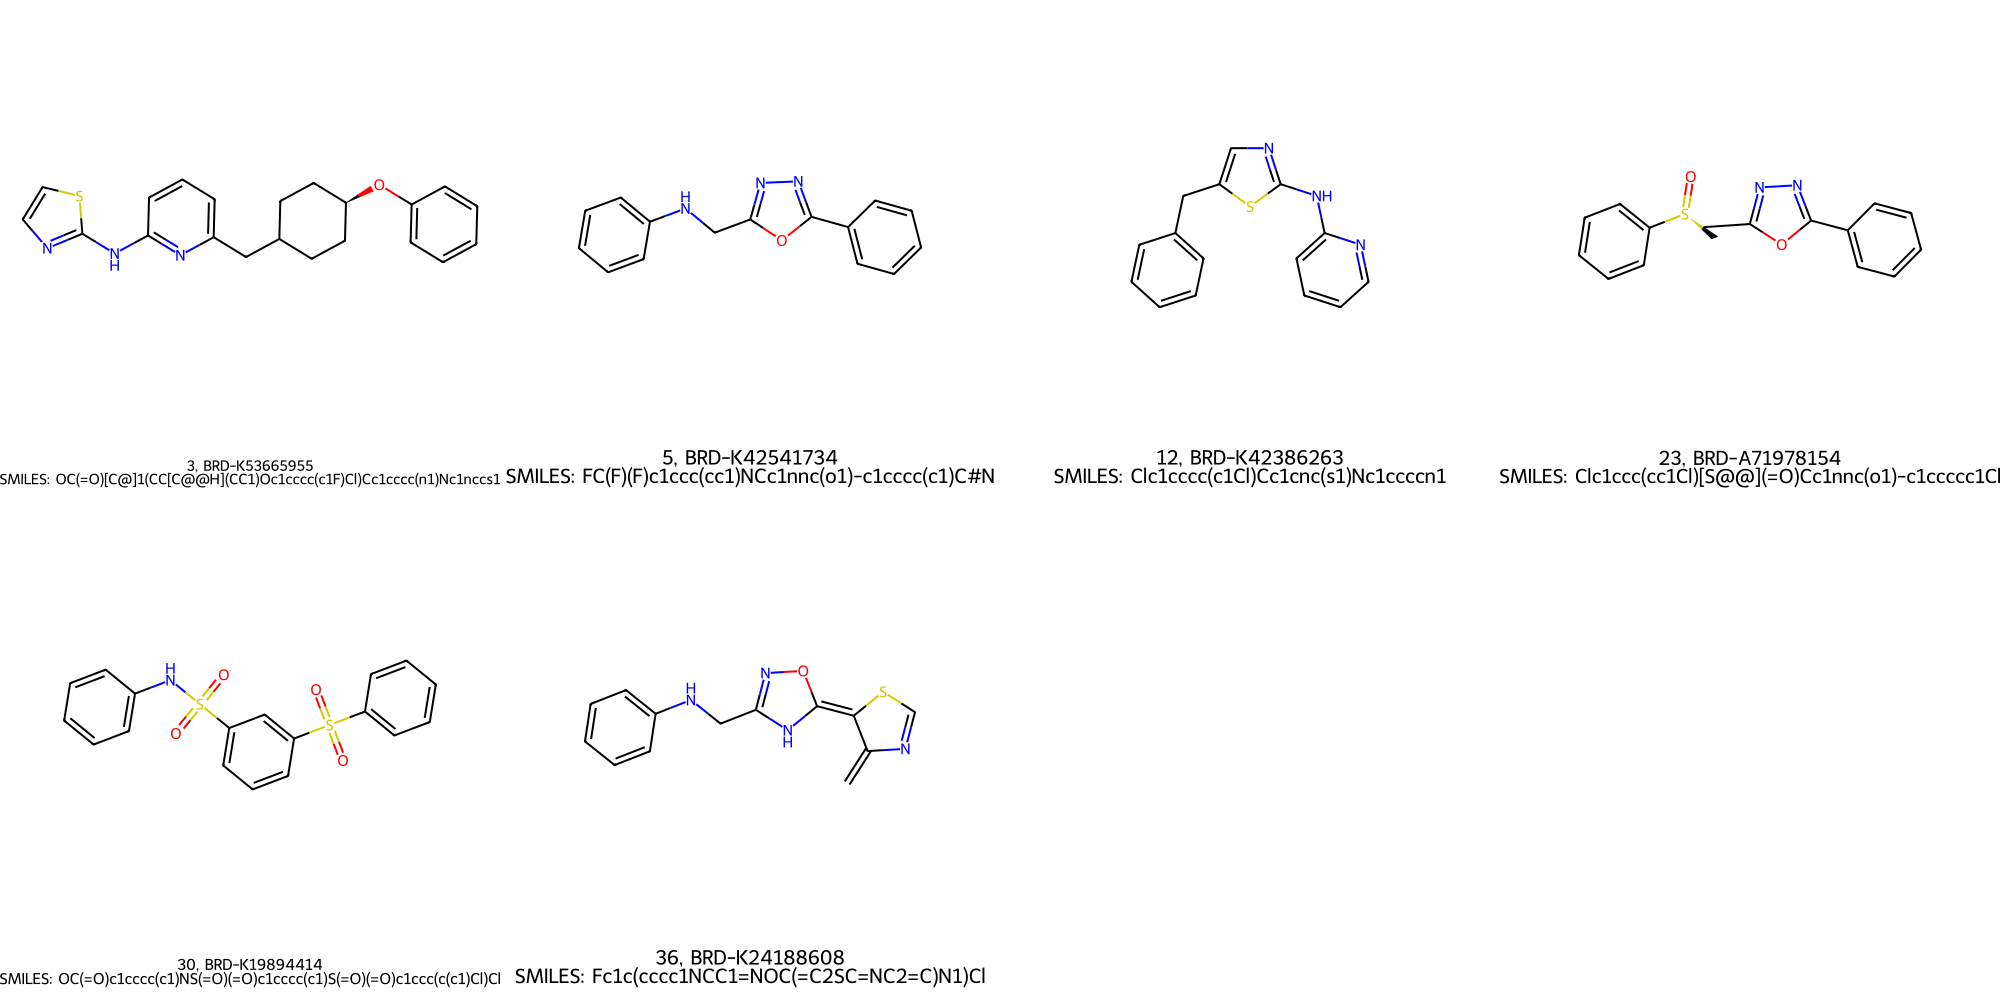 3, BRD-K53665955
SMILES: OC(=O)[C@]1(CC[C@@H](CC1)Oc1cccc(c1F)Cl)Cc1cccc(n1)Nc1nccs1
5, BRD-K42541734
SMILES: FC(F)(F)c1ccc(cc1)NCc1nnc(o1)-c1cccc(c1)C#N
12, BRD-K42386263
SMILES: Clc1cccc(c1Cl)Cc1cnc(s1)Nc1ccccn1
23, BRD-A71978154
SMILES: Clc1ccc(cc1Cl)[S@@](=O)Cc1nnc(o1)-c1ccccc1Cl
30, BRD-K19894414
SMILES: OC(=O)c1cccc(c1)NS(=O)(=O)c1cccc(c1)S(=O)(=O)c1ccc(c(c1)Cl)Cl
36, BRD-K24188608
SMILES: Fc1c(cccc1NCC1=NOC(=C2SC=NC2=C)N1)Cl